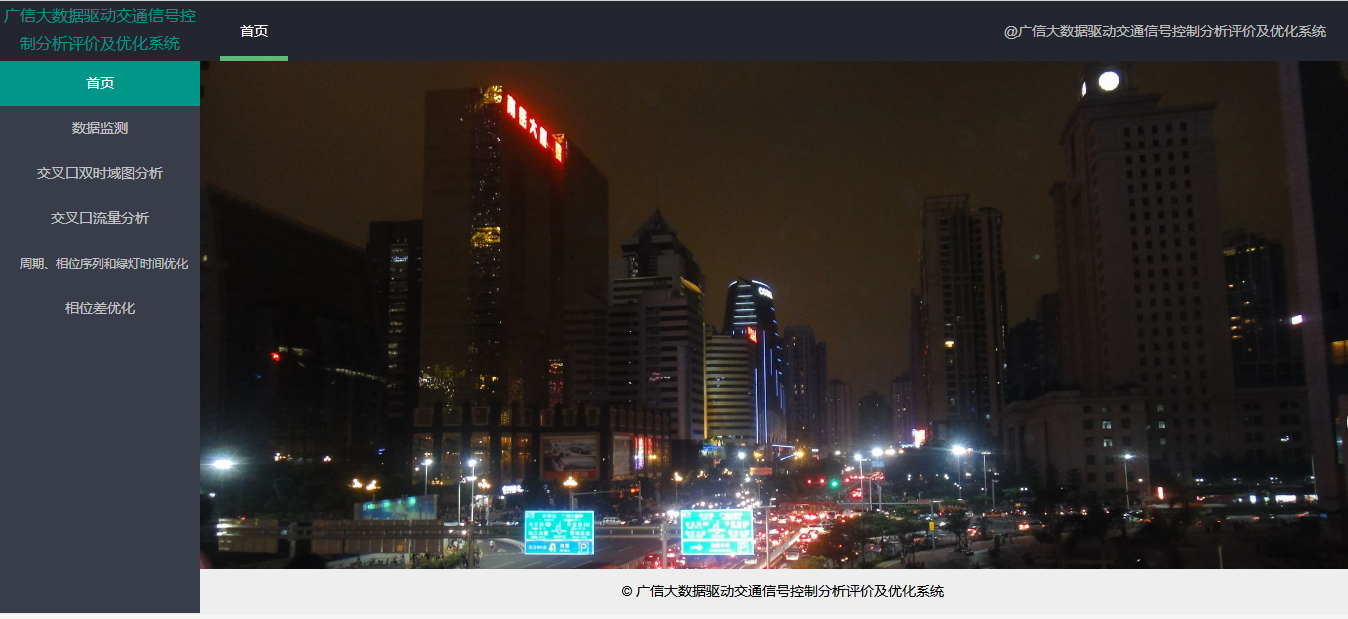 广信大数据驱动交通信号控
制分析评价及优化系统
首页
@广信大数据驱动交通信号控制分析评价及优化系统
首页
数据监测
交叉口双时域图分析
交叉口流量分析
周期、相位序列和绿灯时间优化
相位差优化
© 广信大数据驱动交通信号控制分析评价及优化系统